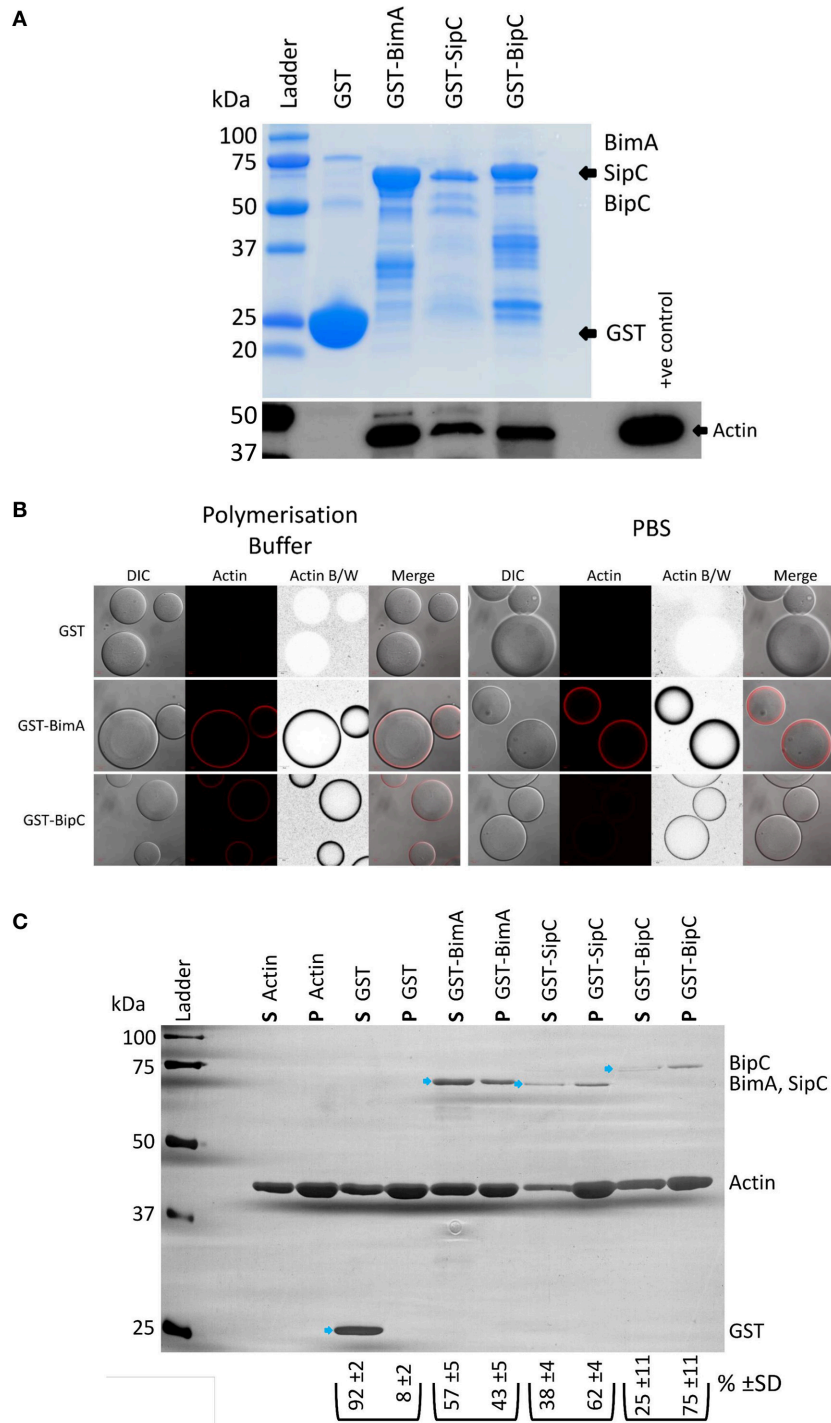 A
kDa
Ladder
GST
GST-BimA
GST-SipC
GST-BipC
100
75
50
37
25
20
BimA
SipC
BipC
GST
+ve control
50
37
Actin
B
Polymerisation
Buffer
PBS
DIC Actin Actin B/W Merge DIC Actin Actin B/W Merge
GST
GST-BimA
GST-BipC
C
kDa
Ladder
S Actin
P Actin
S GST
P GST
S GST-BimA
P GST-BimA
S GST-SipC
P GST-SipC
S GST-BipC
P GST-BipC
100
75
50
37
25
BipC
BimA, SipC
Actin
GST
92 ±2
8 ±2
57 ±5
43 ±5
38 ±4
62 ±4
25 ±11
75 ±11
% ±SD